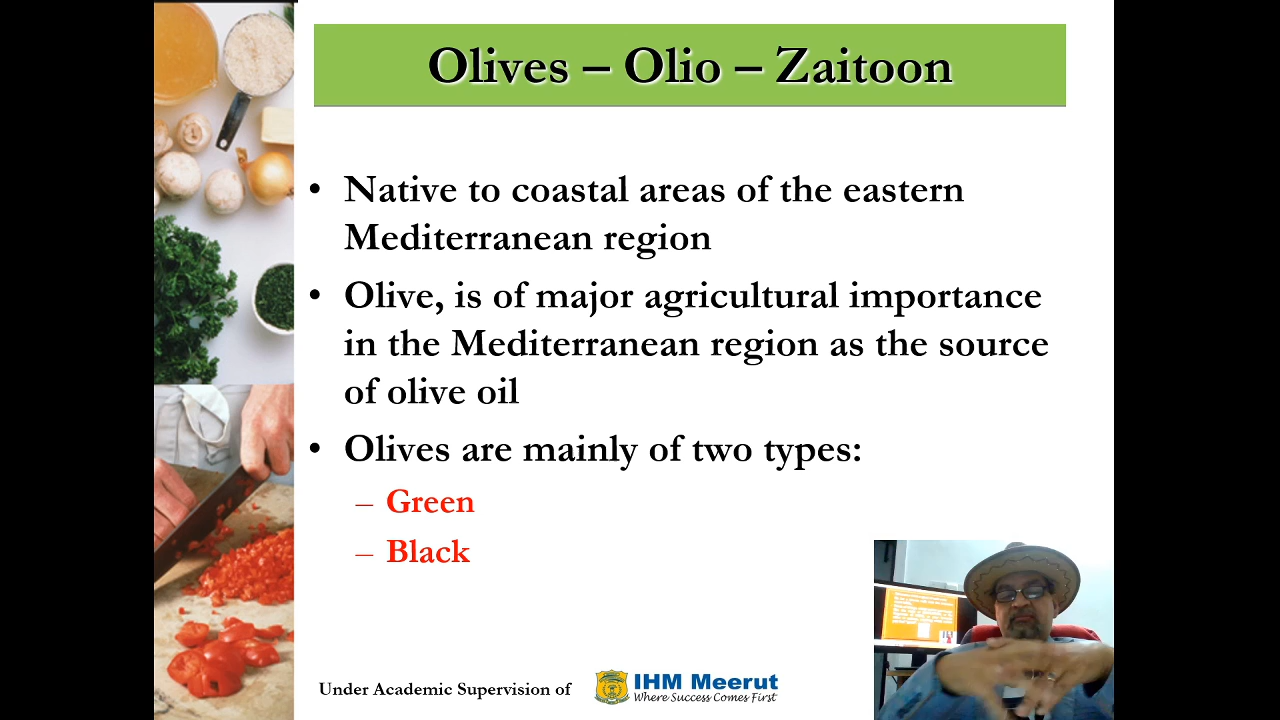 Olives – Olio – Zaitoon
• Native to coastal areas of the eastern
Mediterranean region
• Olive, is of major agricultural importance
in the Mediterranean region as the source
of olive oil
• Olives are mainly of two types:
– Green
– Black
Under Academic Supervision of
IHM Meerut
Where Success Comes First